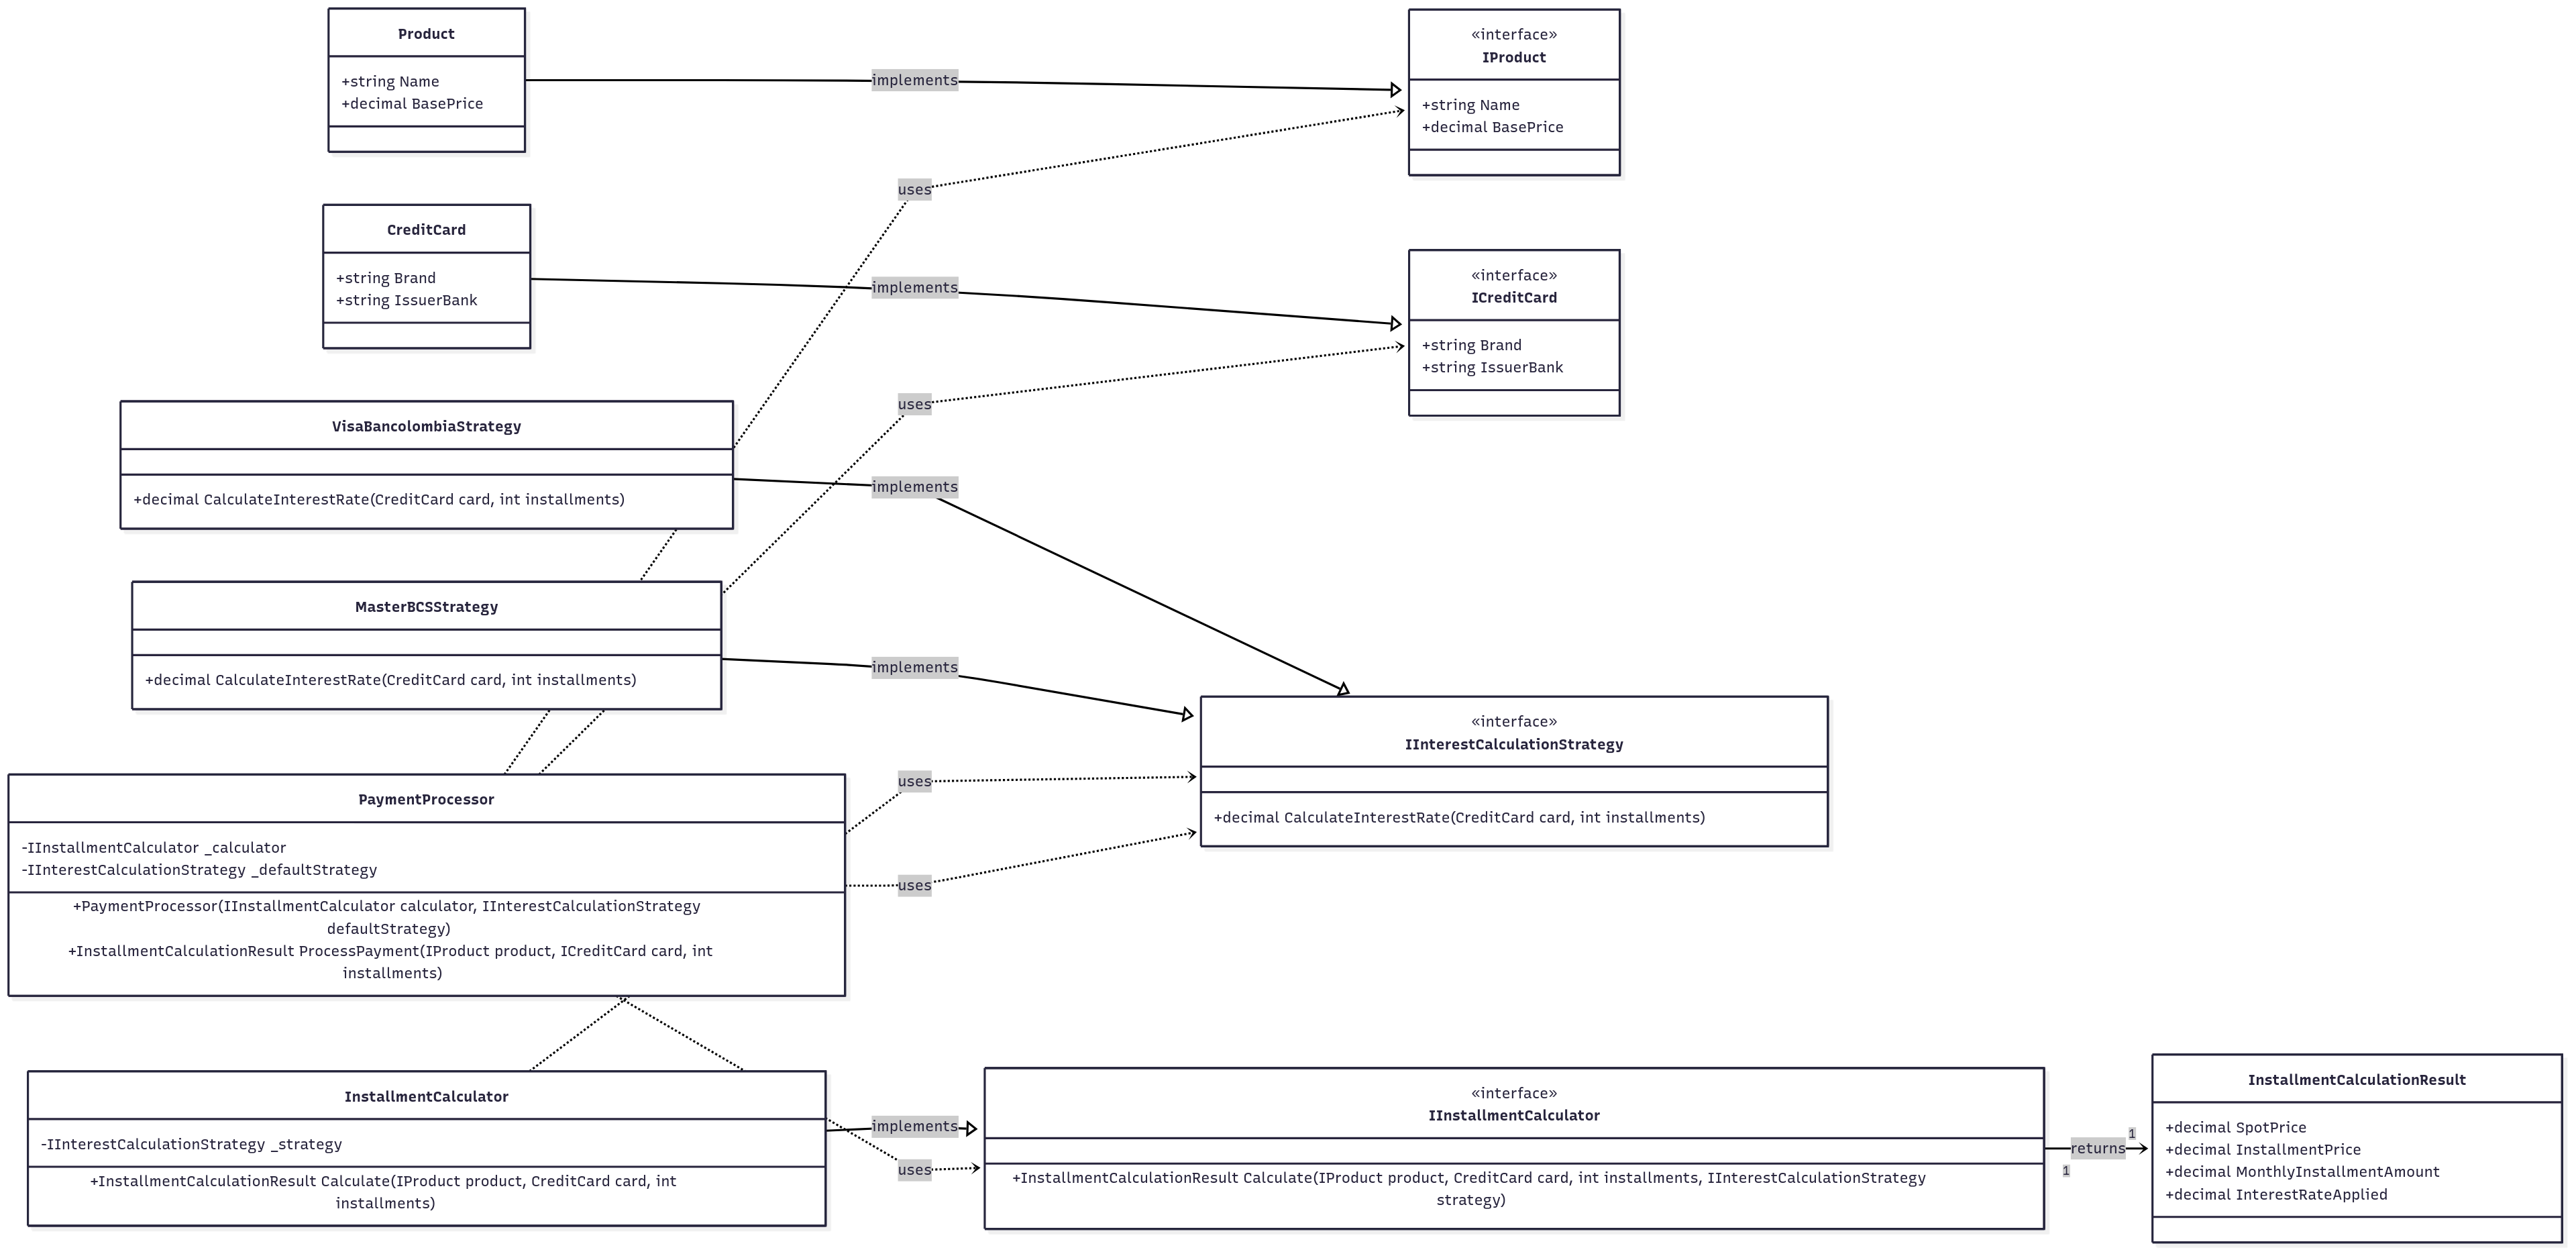 Product
+string Name
+decimal BasePrice
implements
«interface»
IProduct
+string Name
+decimal BasePrice
uses
CreditCard
+string Brand
+string IssuerBank
implements
«interface»
ICreditCard
+string Brand
+string IssuerBank
uses
VisaBancolombiaStrategy
+decimal CalculateInterestRate(CreditCard card, int installments)
implements
MasterBCSStrategy
+decimal CalculateInterestRate(CreditCard card, int installments)
implements
«interface»
IInterestCalculationStrategy
+decimal CalculateInterestRate(CreditCard card, int installments)
uses
uses
PaymentProcessor
-IInstallmentCalculator _calculator
-IInterestCalculationStrategy _defaultStrategy
+PaymentProcessor(IInstallmentCalculator calculator, IInterestCalculationStrategy
defaultStrategy)
+InstallmentCalculationResult ProcessPayment(IProduct product, ICreditCard card, int
installments)
InstallmentCalculator
-IInterestCalculationStrategy _strategy
+InstallmentCalculationResult Calculate(IProduct product, CreditCard card, int
installments)
implements
uses
«interface»
IInstallmentCalculator
+InstallmentCalculationResult Calculate(IProduct product, CreditCard card, int installments, IInterestCalculationStrategy
strategy)
1
returns
1
InstallmentCalculationResult
+decimal SpotPrice
+decimal InstallmentPrice
+decimal MonthlyInstallmentAmount
+decimal InterestRateApplied